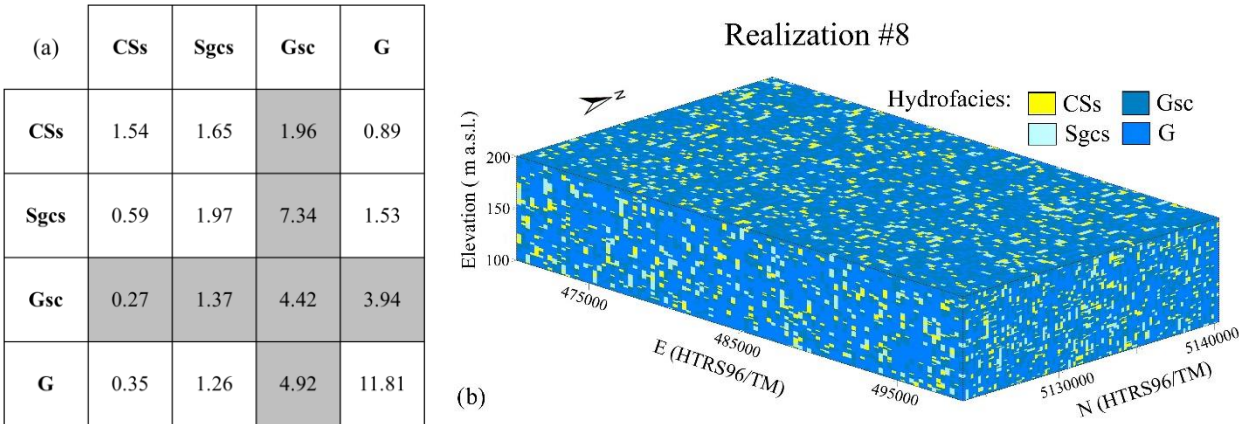 (a) CSs Sgcs Gsc G
CSs 1.54 1.65 1.96 0.89
Sgcs 0.59 1.97 7.34 1.53
Gsc 0.27 1.37 4.42 3.94
G 0.35 1.26 4.92 11.81
(b)
Realization #8
N
Hydrofacies: CSs Gsc
Sgcs G
Elevation ( m a.s.l.)
200
150
100
475000
485000
495000
E (HTRS96/TM)
5130000
5140000
N (HTRS96/TM)